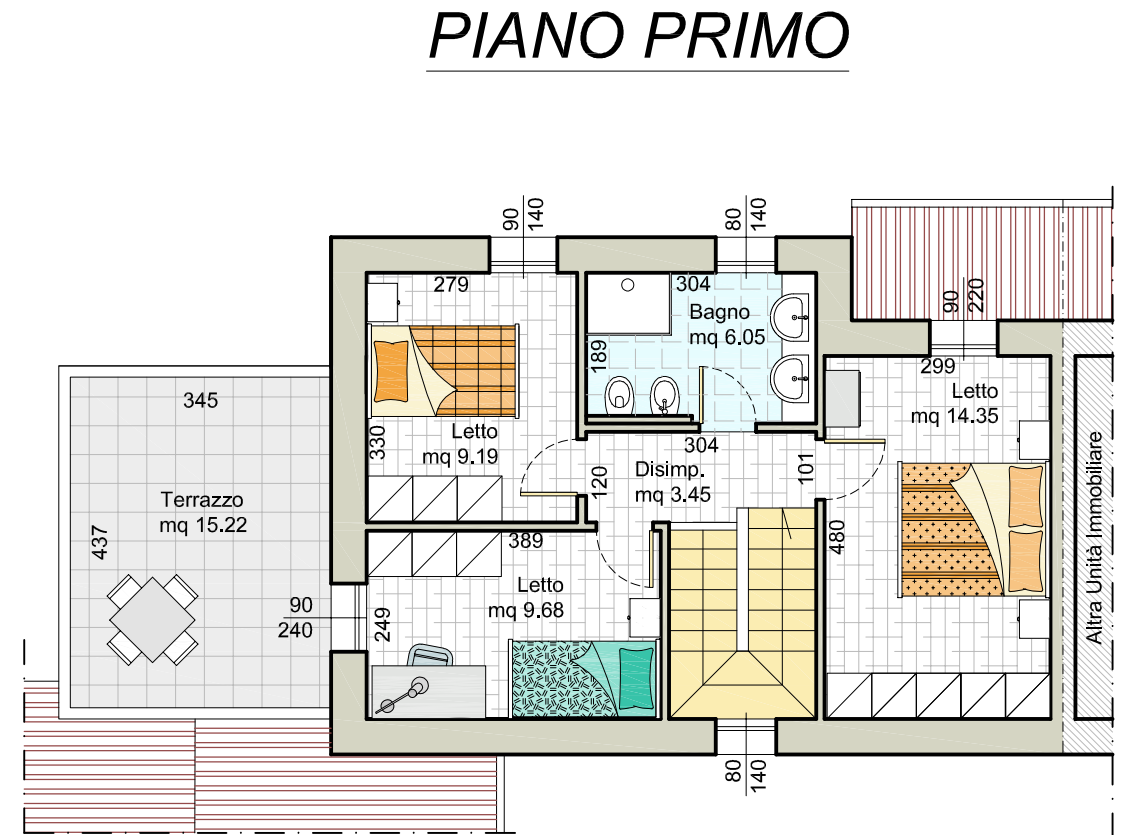 PIANO PRIMO
90
140
80
140
279
304
Bagno
mq 6.05
189
90
220
299
Letto
mq 14.35
345
330
Letto
mq 9.19
304
Disimp.
mq 3.45
120
101
Terrazzo
mq 15.22
437
389
480
Letto
mq 9.68
249
90
240
Altra Unità Immobiliare
80
140